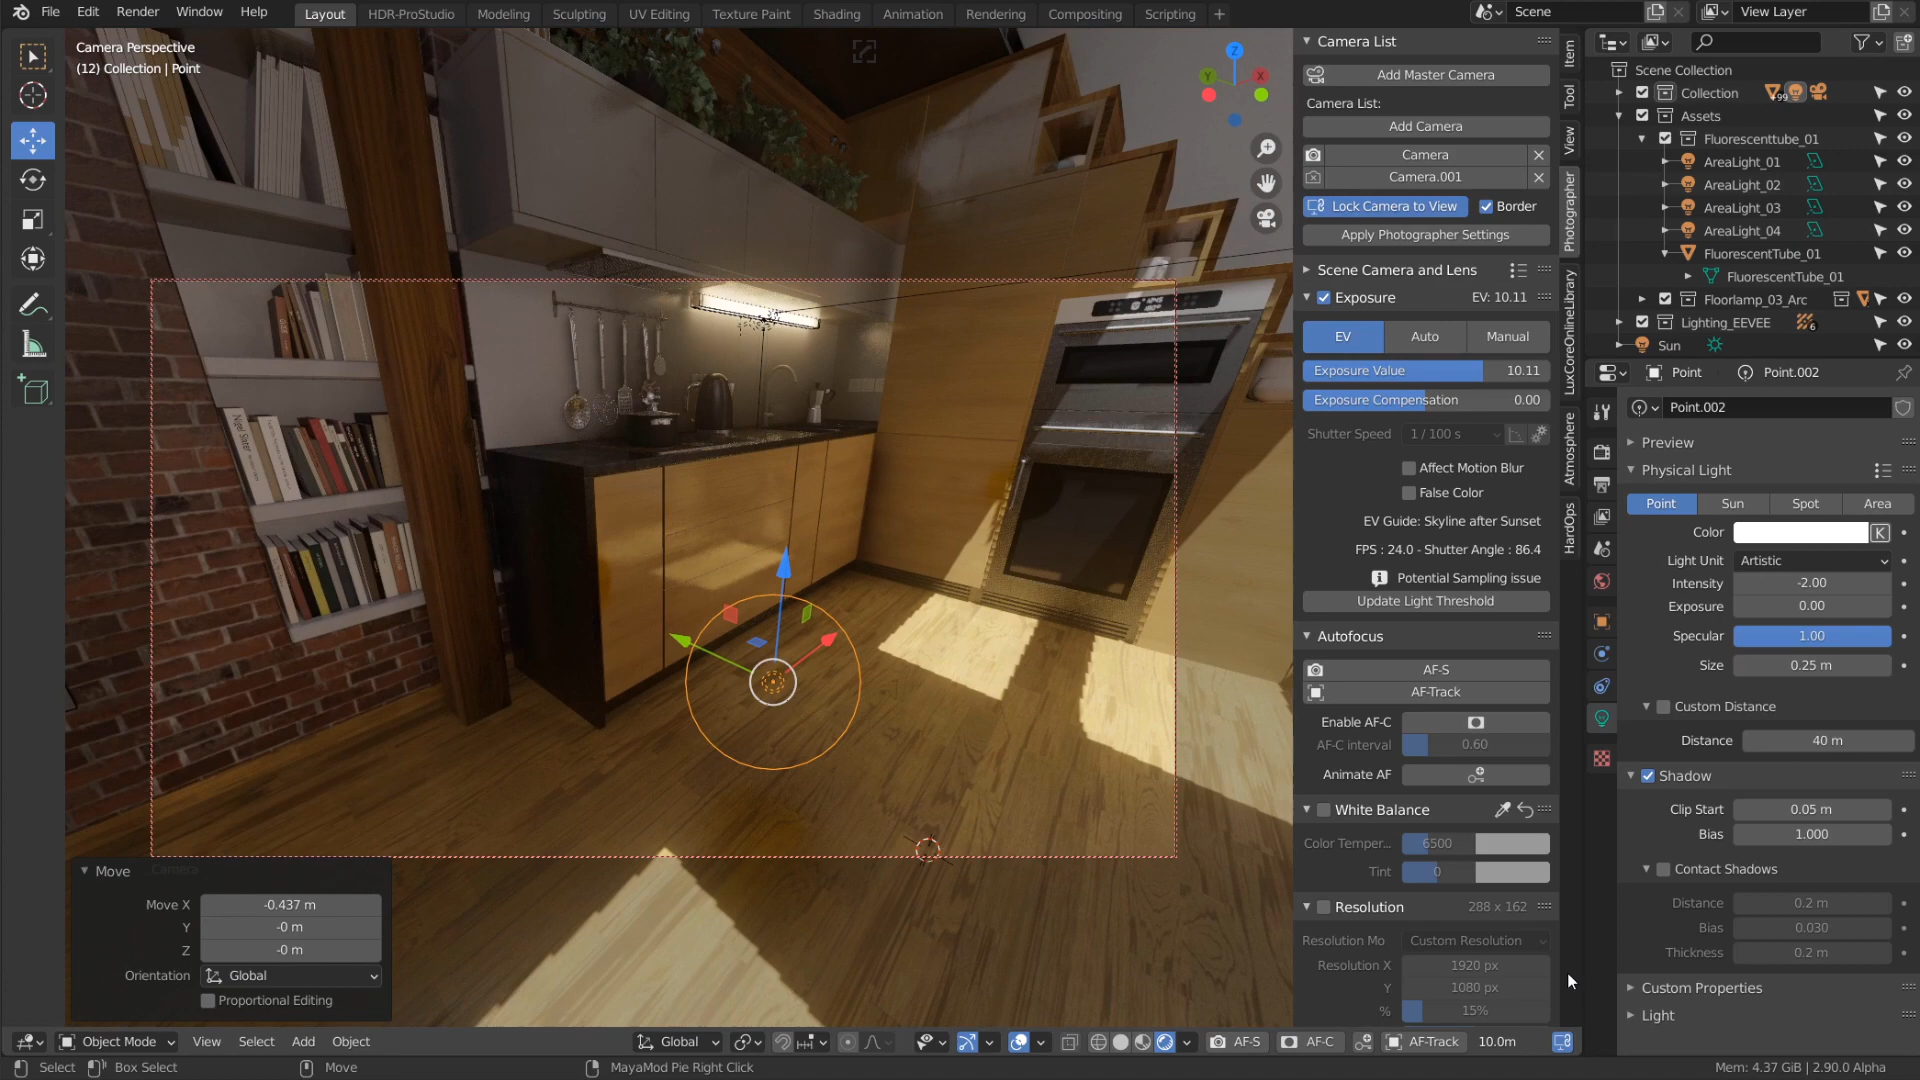 File Edit Render Window Help Layout HDR-ProStudio Modeling Sculpting UV Editing Texture Paint Shading Animation Rendering Compositing Scripting + Scene View Layer
Camera Perspective
(12) Collection | Point
Z
Y X
Camera List
Add Master Camera
Camera List:
Add Camera
Camera
Camera.001
Lock Camera to View Border
Apply Photographer Settings
Scene Camera and Lens
Exposure EV: 10.11
EV Auto Manual
Exposure Value 10.11
Exposure Compensation 0.00
Shutter Speed 1 / 100 s
Affect Motion Blur
False Color
EV Guide: Skyline after Sunset
FPS : 24.0 - Shutter Angle : 86.4
Potential Sampling issue
Update Light Threshold
Autofocus
AF-S
AF-Track
Enable AF-C
AF-C interval 0.60
Animate AF
White Balance
Color Temper... 6500
Tint 0
Resolution 288 x 162
Resolution Mo Custom Resolution
Resolution X 1920 px
Y 1080 px
% 15%
Item
Tool
View
Photographer
LuxCoreOnlineLibrary
Atmosphere
HardOps
Scene Collection
Collection +99
Assets
Fluorescenttube_01
AreaLight_01
AreaLight_02
AreaLight_03
AreaLight_04
FluorescentTube_01
FluorescentTube_01
Floorlamp_03_Arc
Lighting_EEVEE 6
Sun
Point Point.002
Point.002
Preview
Physical Light
Point Sun Spot Area
Color K
Light Unit Artistic
Intensity -2.00
Exposure 0.00
Specular 1.00
Size 0.25 m
Custom Distance
Distance 40 m
Shadow
Clip Start 0.05 m
Bias 1.000
Contact Shadows
Distance 0.2 m
Bias 0.030
Thickness 0.2 m
Custom Properties
Light
Nigel Slater
Move Camera
Move X -0.437 m
Y -0 m
Z -0 m
Orientation Global
Proportional Editing
Object Mode View Select Add Object Global AF-S AF-C AF-Track 10.0m
Select Box Select Move MayaMod Pie Right Click Mem: 4.37 GiB | 2.90.0 Alpha